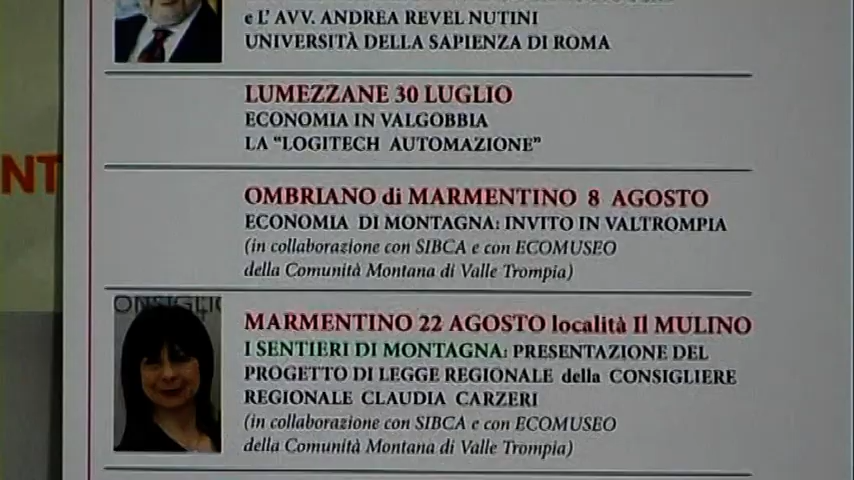 e L' AVV. ANDREA REVEL NUTINI
UNIVERSITÀ DELLA SAPIENZA DI ROMA
LUMEZZANE 30 LUGLIO
ECONOMIA IN VALGOBBIA
LA "LOGITECH AUTOMAZIONE"
NT
OMBRIANO di MARMENTINO 8 AGOSTO
ECONOMIA DI MONTAGNA: INVITO IN VALTROMPIA
(in collaborazione con SIBCA e con ECOMUSEO
della Comunità Montana di Valle Trompia)
ONSIGLIO
MARMENTINO 22 AGOSTO località Il MULINO
I SENTIERI DI MONTAGNA: PRESENTAZIONE DEL
PROGETTO DI LEGGE REGIONALE della CONSIGLIERE
REGIONALE CLAUDIA CARZERI
(in collaborazione con SIBCA e con ECOMUSEO
della Comunità Montana di Valle Trompia)